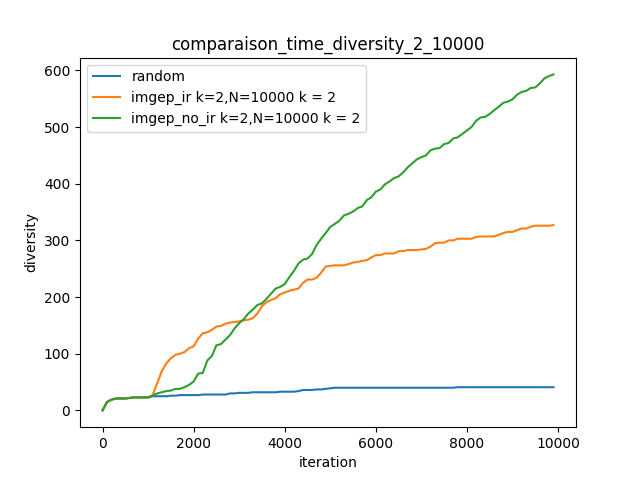 comparaison_time_diversity_2_10000
random
imgep_ir k=2,N=10000 k = 2
imgep_no_ir k=2,N=10000 k = 2
diversity
600
500
400
300
200
100
0
0 2000 4000 6000 8000 10000
iteration